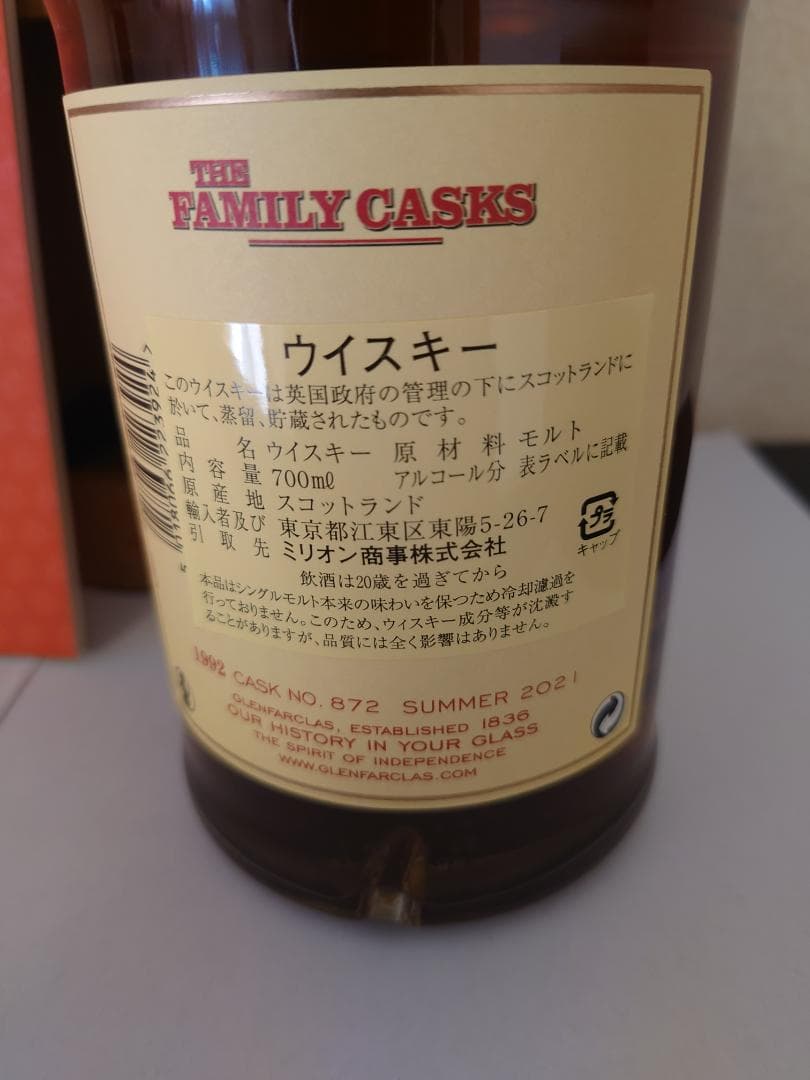 THE
FAMILY CASKS
ウイスキー
このウイスキーは英国政府の管理の下にスコットランドに
於いて、蒸留、貯蔵されたものです。
品名 ウイスキー 原材料 モルト
内容量 700mℓ アルコール分 表ラベルに記載
原産地 スコットランド
輸入者及び 東京都江東区東陽5-26-7
引取先 ミリオン商事株式会社
プラ
キャップ
飲酒は20歳を過ぎてから
本品はシングルモルト本来の味わいを保つため冷却濾過を
行っておりません。このため、ウイスキー成分等が沈澱す
ることがありますが、品質には全く影響はありません。
1992 CASK NO. 872 SUMMER 2021
GLENFARCLAS, ESTABLISHED 1836
OUR HISTORY IN YOUR GLASS
THE SPIRIT OF INDEPENDENCE
WWW.GLENFARCLAS.COM